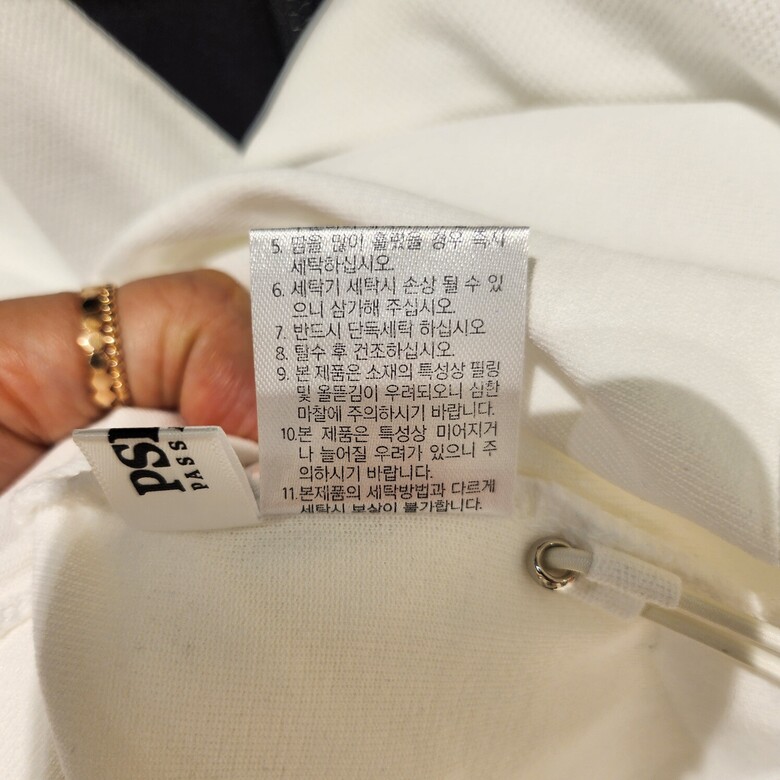 5. 땀을 많이 흘렸을 경우 즉시
세탁하십시오.
6. 세탁기 세탁시 손상 될 수 있
으니 삼가해 주십시오.
7. 반드시 단독세탁 하십시오
8. 탈수 후 건조하십시오.
9. 본 제품은 소재의 특성상 필링
및 올뜯김이 우려되오니 심한
마찰에 주의하시기 바랍니다.
10.본 제품은 특성상 미어지거
나 늘어질 우려가 있으니 주
의하시기 바랍니다.
11.본제품의 세탁방법과 다르게
세탁시 보상이 불가합니다.
PASS